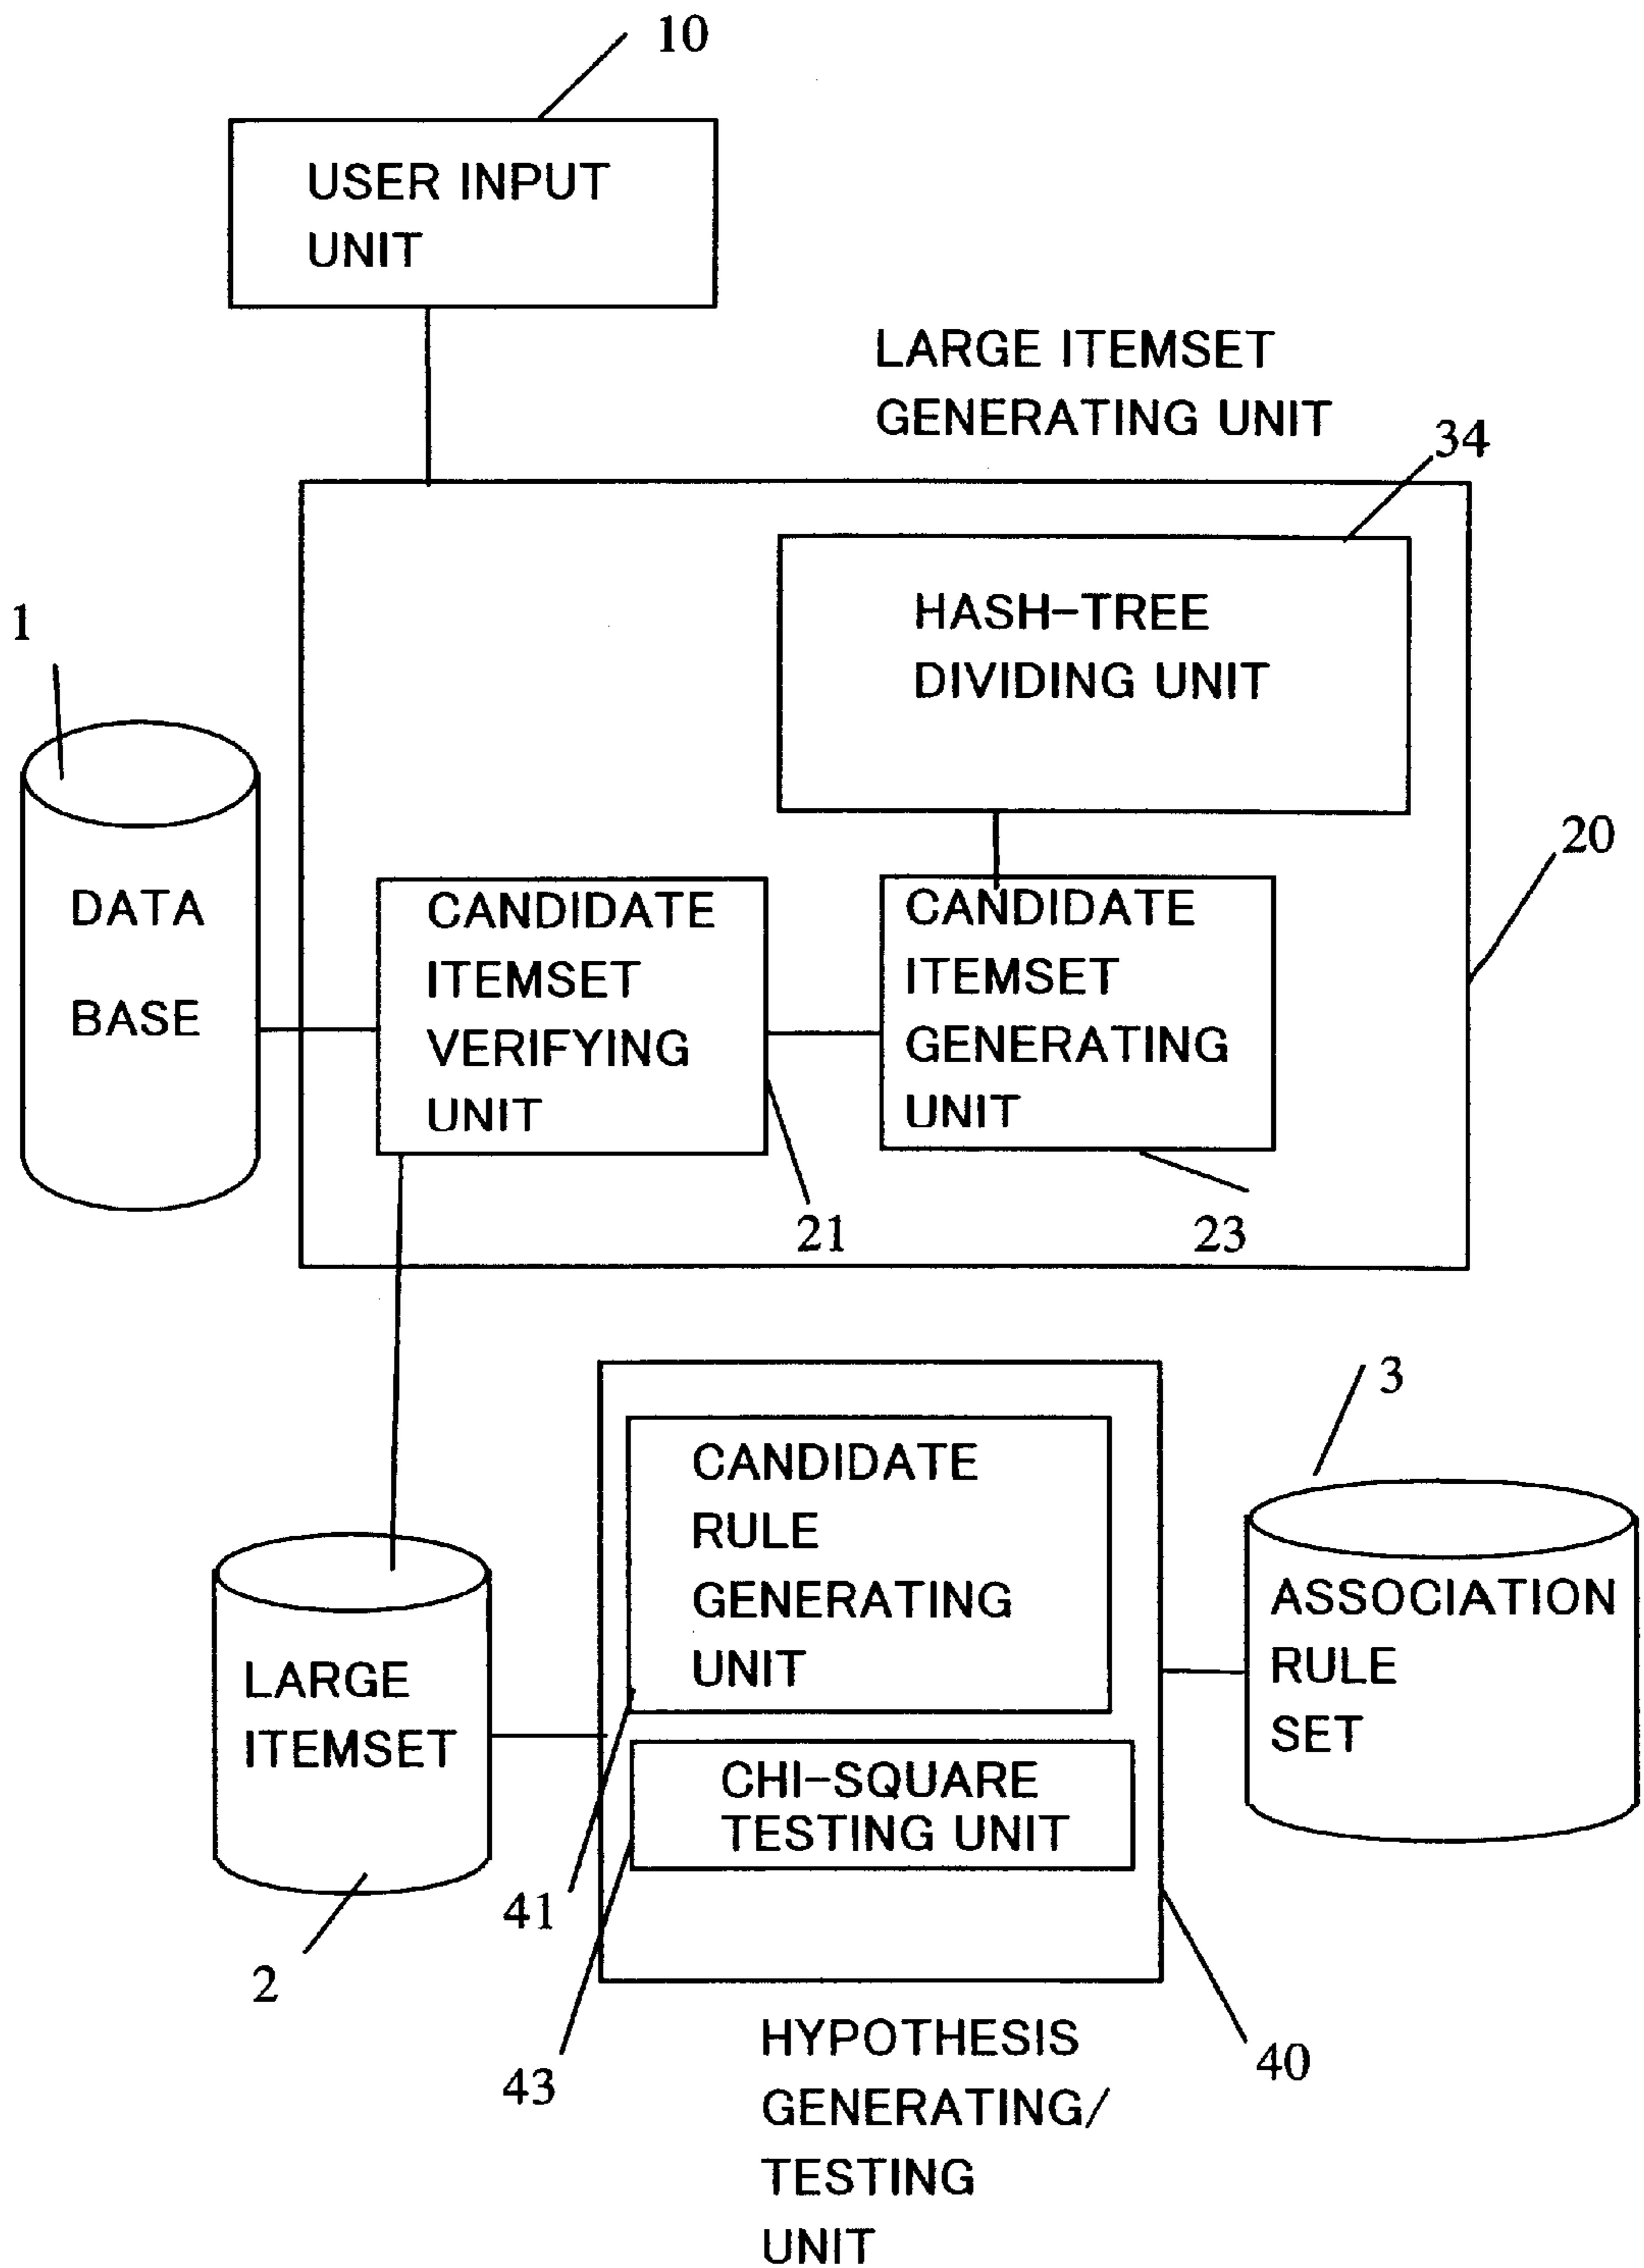 10
USER INPUT
UNIT
LARGE ITEMSET
GENERATING UNIT
34
HASH-TREE
DIVIDING UNIT
1
DATA
BASE
20
CANDIDATE
ITEMSET
VERIFYING
UNIT
CANDIDATE
ITEMSET
GENERATING
UNIT
21
23
3
CANDIDATE
RULE
GENERATING
UNIT
ASSOCIATION
RULE
SET
LARGE
ITEMSET
CHI-SQUARE
TESTING UNIT
41
2
43
40
HYPOTHESIS
GENERATING/
TESTING
UNIT